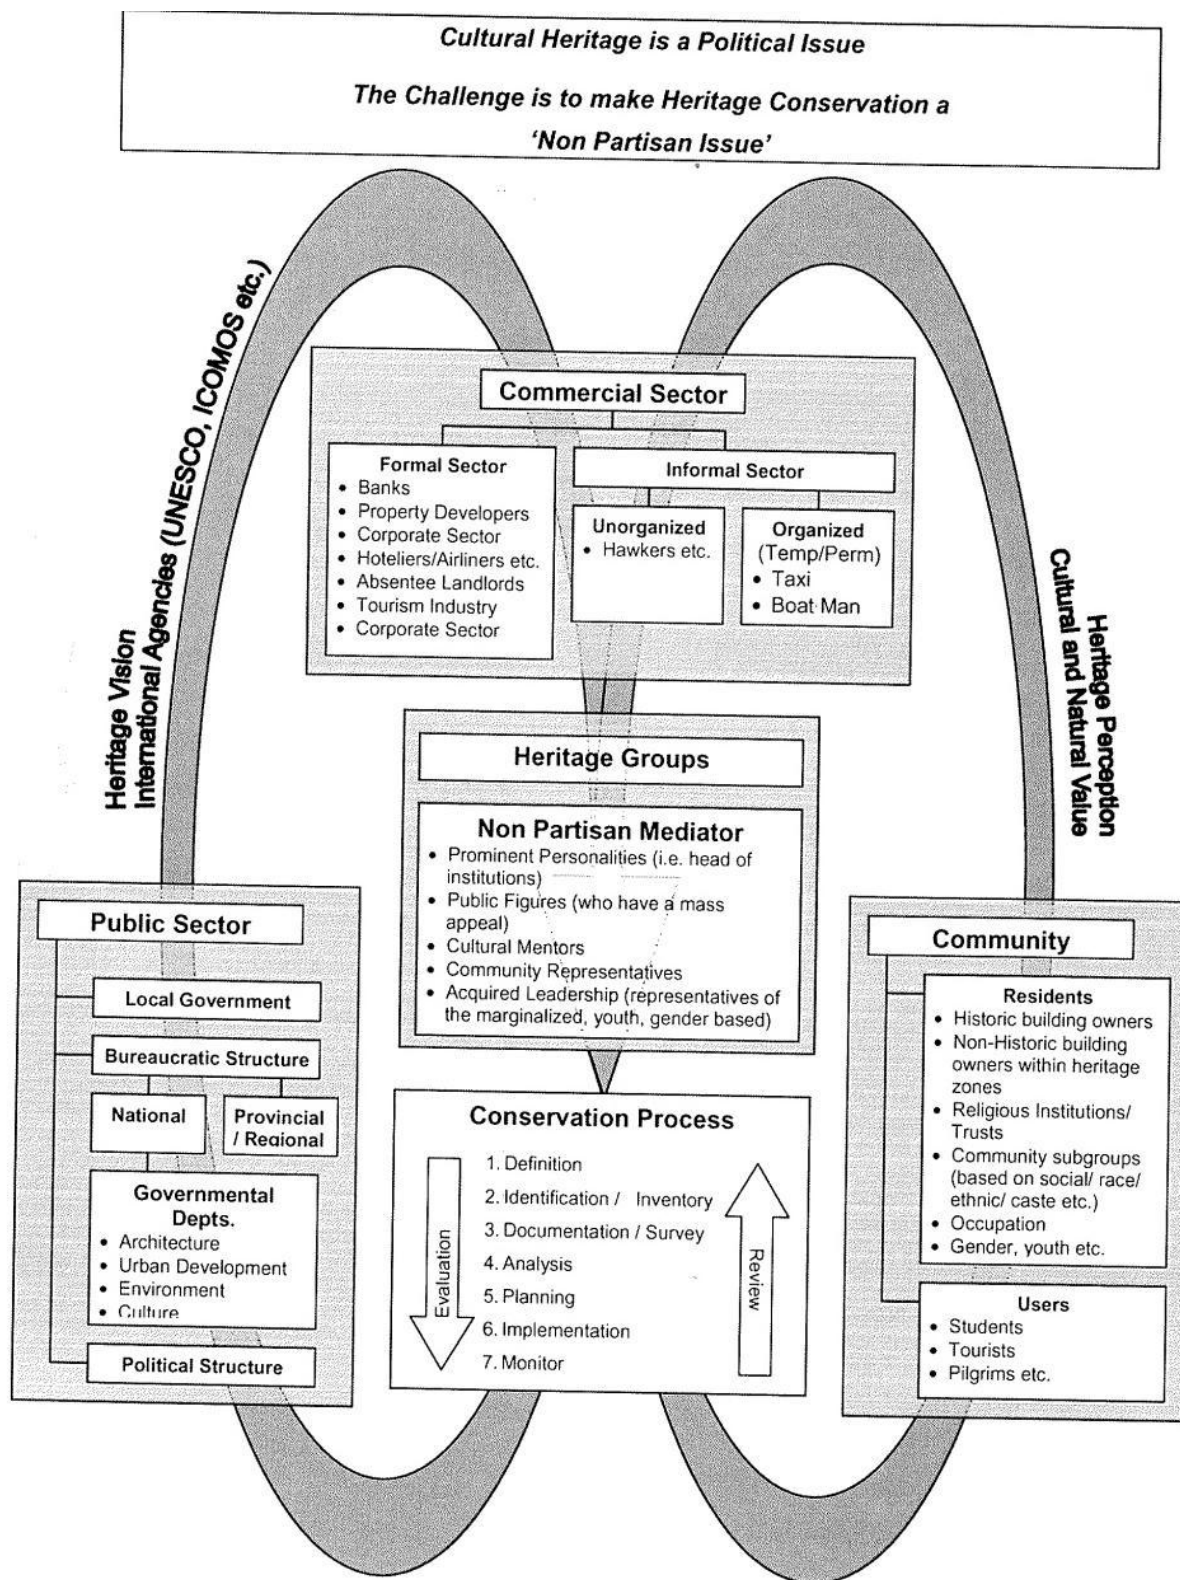 Cultural Heritage is a Political Issue
The Challenge is to make Heritage Conservation a
‘Non Partisan Issue’
Heritage Vision
International Agencies (UNESCO, ICOMOS etc.)
Commercial Sector
Formal Sector
• Banks
• Property Developers
• Corporate Sector
• Hoteliers/Airliners etc.
• Absentee Landlords
• Tourism Industry
• Corporate Sector
Informal Sector
Unorganized
• Hawkers etc.
Organized
(Temp/Perm)
• Taxi
• Boat Man
Heritage Perception
Cultural and Natural Value
Heritage Groups
Non Partisan Mediator
• Prominent Personalities (i.e. head of
institutions)
• Public Figures (who have a mass
appeal)
• Cultural Mentors
• Community Representatives
• Acquired Leadership (representatives of
the marginalized, youth, gender based)
Public Sector
Local Government
Bureaucratic Structure
National
Provincial
/ Regional
Governmental
Depts.
• Architecture
• Urban Development
• Environment
• Culture
Political Structure
Conservation Process
Evaluation
1. Definition
2. Identification / Inventory
3. Documentation / Survey
4. Analysis
5. Planning
6. Implementation
7. Monitor
Review
Community
Residents
• Historic building owners
• Non-Historic building
owners within heritage
zones
• Religious Institutions/
Trusts
• Community subgroups
(based on social/ race/
ethnic/ caste etc.)
• Occupation
• Gender, youth etc.
Users
• Students
• Tourists
• Pilgrims etc.